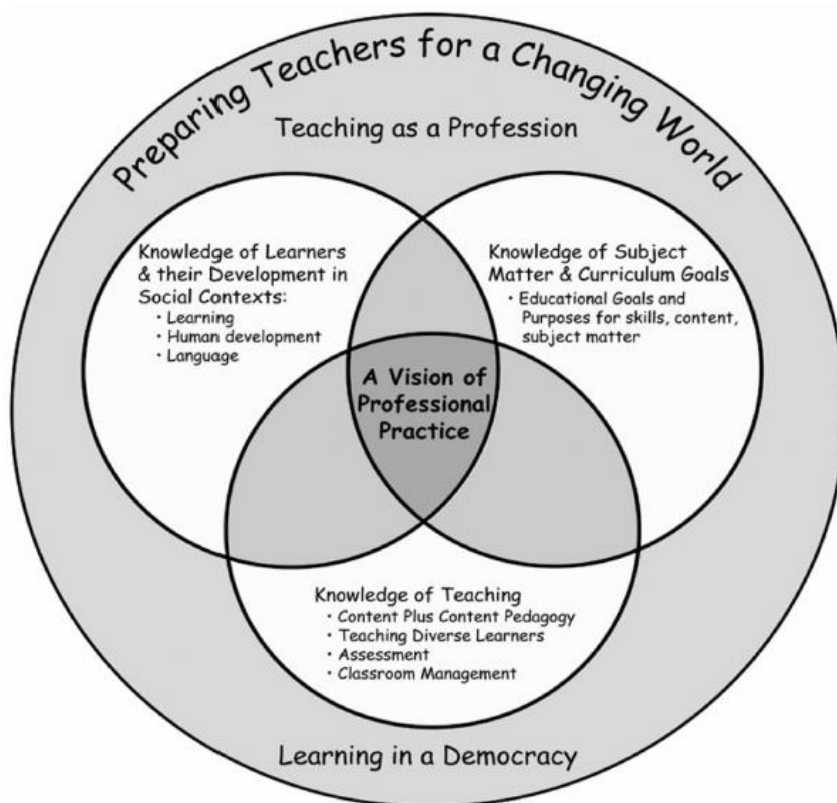 Preparing Teachers for a Changing World
Teaching as a Profession
Knowledge of Learners
& their Development in
Social Contexts:
· Learning
· Human development
· Language
Knowledge of Subject
Matter & Curriculum Goals
· Educational Goals and
Purposes for skills, content,
subject matter
A Vision of
Professional
Practice
Knowledge of Teaching
· Content Plus Content Pedagogy
· Teaching Diverse Learners
· Assessment
· Classroom Management
Learning in a Democracy